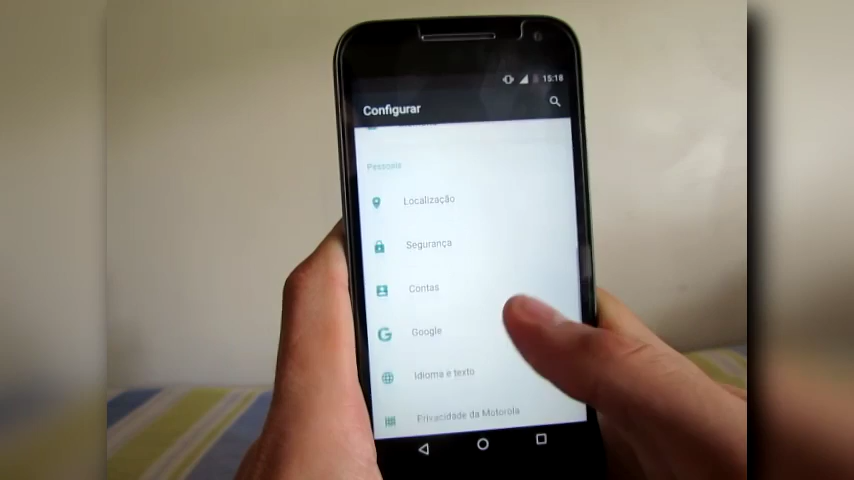 15:18
Configurar
Pessoais
Localização
Segurança
Contas
Google
Idioma e texto
Privacidade da Motorola